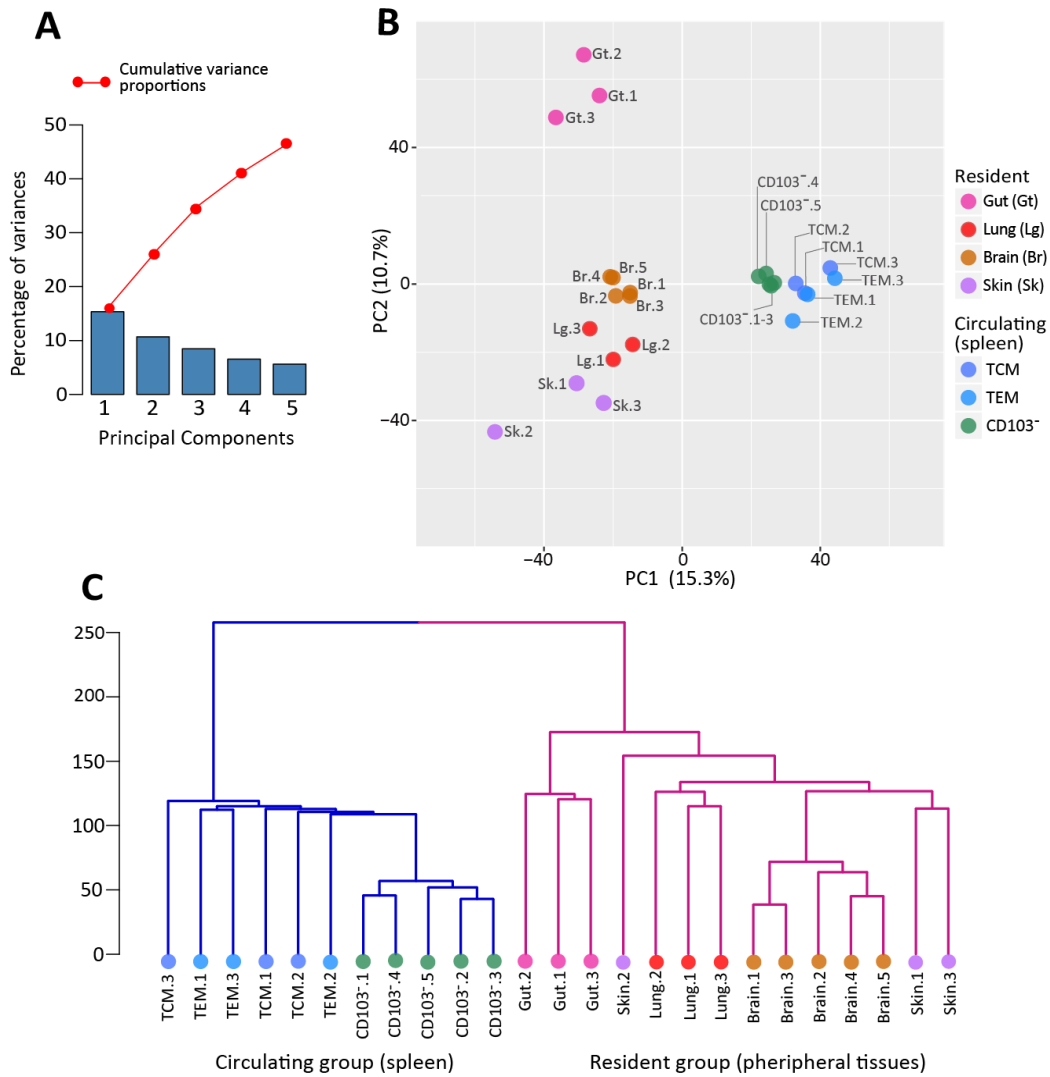 A
Cumulative variance
proportions
50
40
30
20
10
0
Percentage of variances
1 2 3 4 5
Principal Components
B
Gt.2
Gt.1
Gt.3
CD103⁻.4
CD103⁻.5
TCM.2
TCM.1
TCM.3
TEM.3
TEM.1
TEM.2
CD103⁻.1-3
Br.5
Br.4
Br.1
Br.2
Br.3
Lg.3
Lg.2
Lg.1
Sk.1
Sk.3
Sk.2
40
0
−40
PC2 (10.7%)
−40 0 40
PC1 (15.3%)
Resident
Gut (Gt)
Lung (Lg)
Brain (Br)
Skin (Sk)
Circulating
(spleen)
TCM
TEM
CD103⁻
C
250
200
150
100
50
0
TCM.3
TEM.1
TEM.3
TCM.1
TCM.2
TEM.2
CD103⁻.1
CD103⁻.4
CD103⁻.5
CD103⁻.2
CD103⁻.3
Gut.2
Gut.1
Gut.3
Skin.2
Lung.2
Lung.1
Lung.3
Brain.1
Brain.3
Brain.2
Brain.4
Brain.5
Skin.1
Skin.3
Circulating group (spleen)
Resident group (pheripheral tissues)